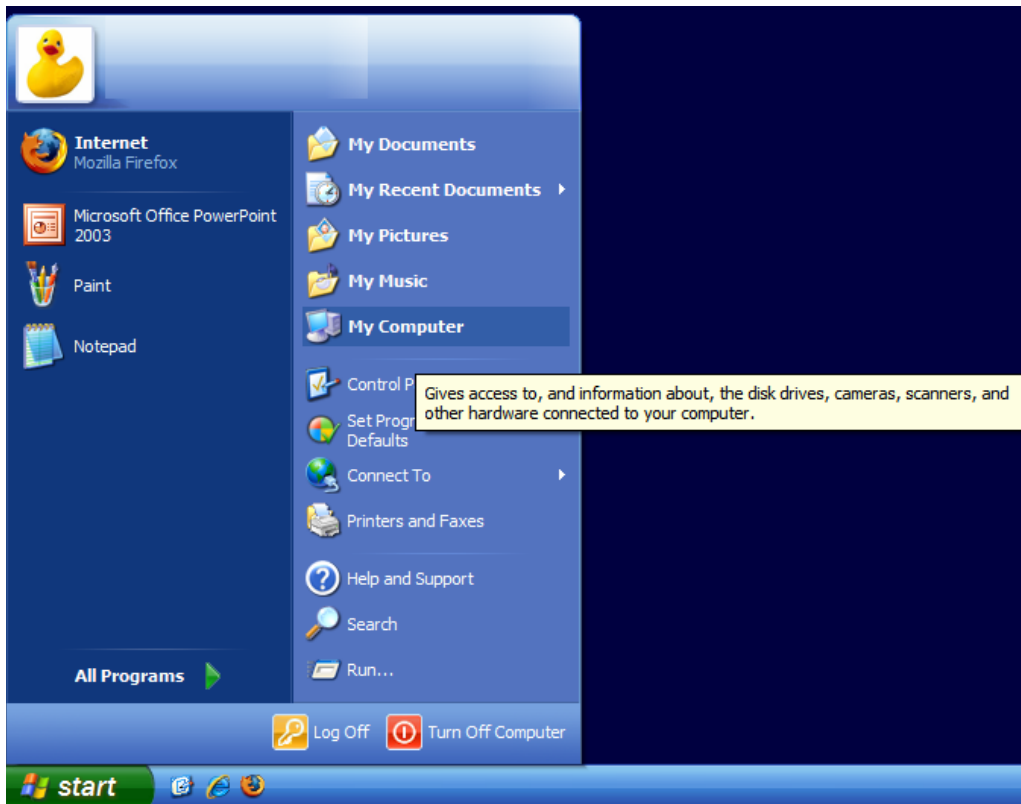 Internet
Mozilla Firefox
Microsoft Office PowerPoint
2003
Paint
Notepad
All Programs
My Documents
My Recent Documents
My Pictures
My Music
My Computer
Control P
Gives access to, and information about, the disk drives, cameras, scanners, and
other hardware connected to your computer.
Set Progr
Defaults
Connect To
Printers and Faxes
Help and Support
Search
Run...
Log Off
Turn Off Computer
start